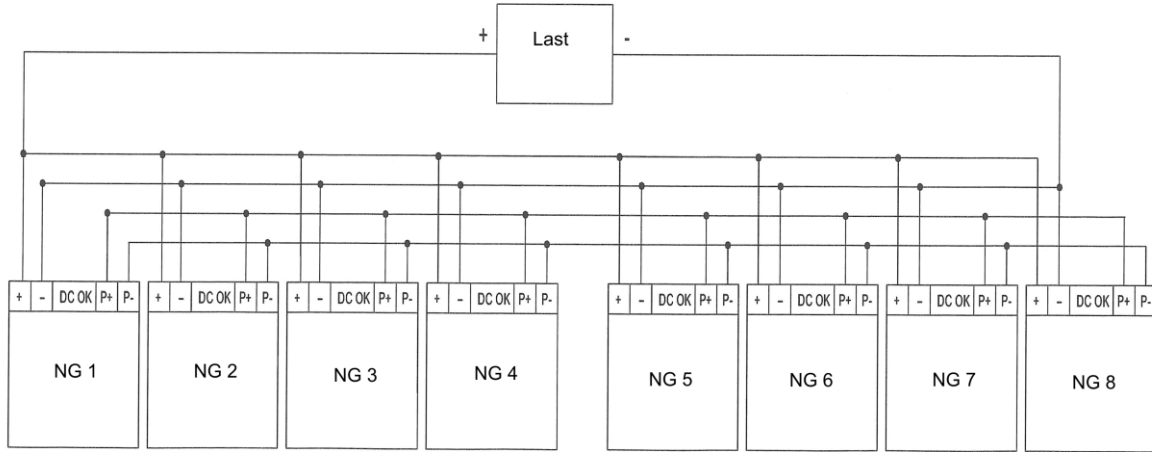 + Last -
+ - DC OK P+ P- + - DC OK P+ P- + - DC OK P+ P- + - DC OK P+ P- + - DC OK P+ P- + - DC OK P+ P- + - DC OK P+ P- + - DC OK P+ P-
NG 1 NG 2 NG 3 NG 4 NG 5 NG 6 NG 7 NG 8